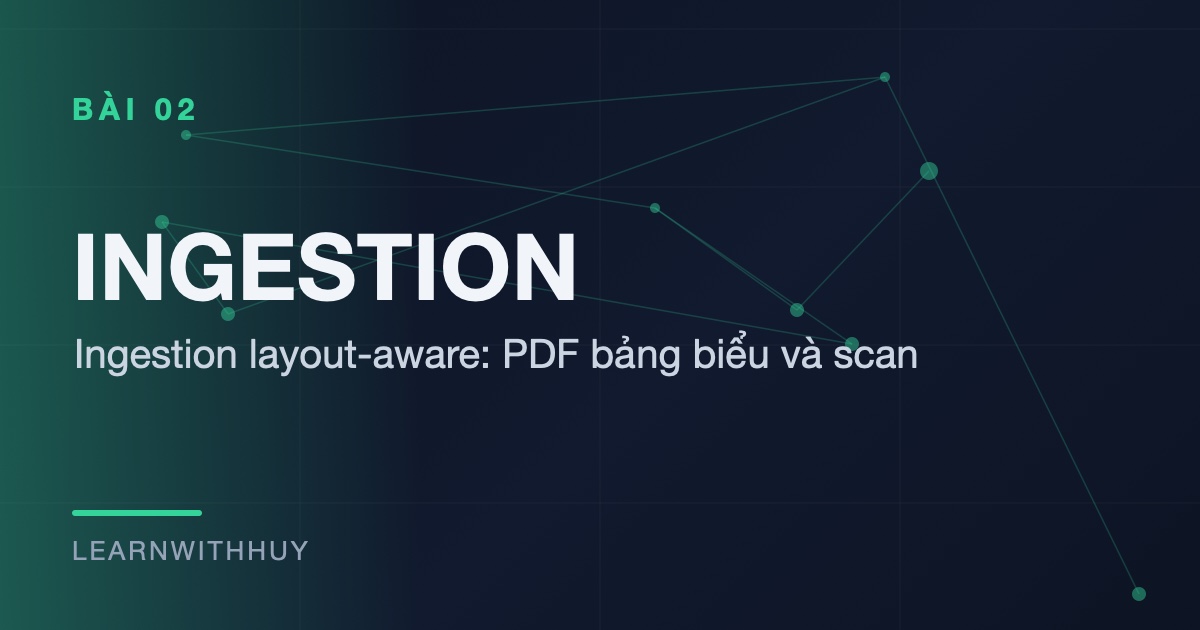 BÀI 02
INGESTION
Ingestion layout-aware: PDF bảng biểu và scan
LEARNWITHHUY